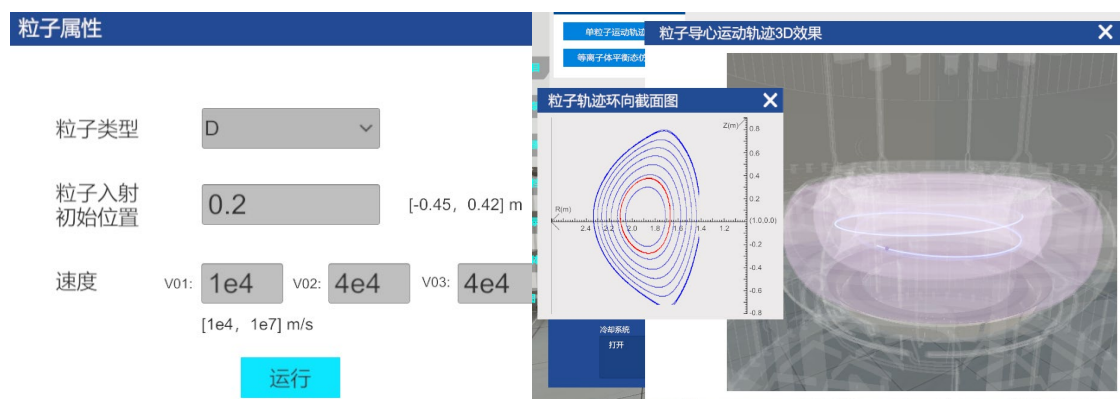 粒子属性
粒子类型
D
粒子入射
初始位置
0.2
[-0.45, 0.42] m
速度
V01:
1e4
V02:
4e4
V03:
4e4
[1e4, 1e7] m/s
运行
单粒子运动轨迹
等离子体平衡态仿
粒子导心运动轨迹3D效果
粒子轨迹环向截面图
Z(m)
0.8
0.6
0.4
0.2
R(m)
(1.0,0.0)
2.4
2.2
2.0
1.8
1.6
1.4
1.2
-0.2
-0.4
-0.6
-0.8
冷却系统
打开